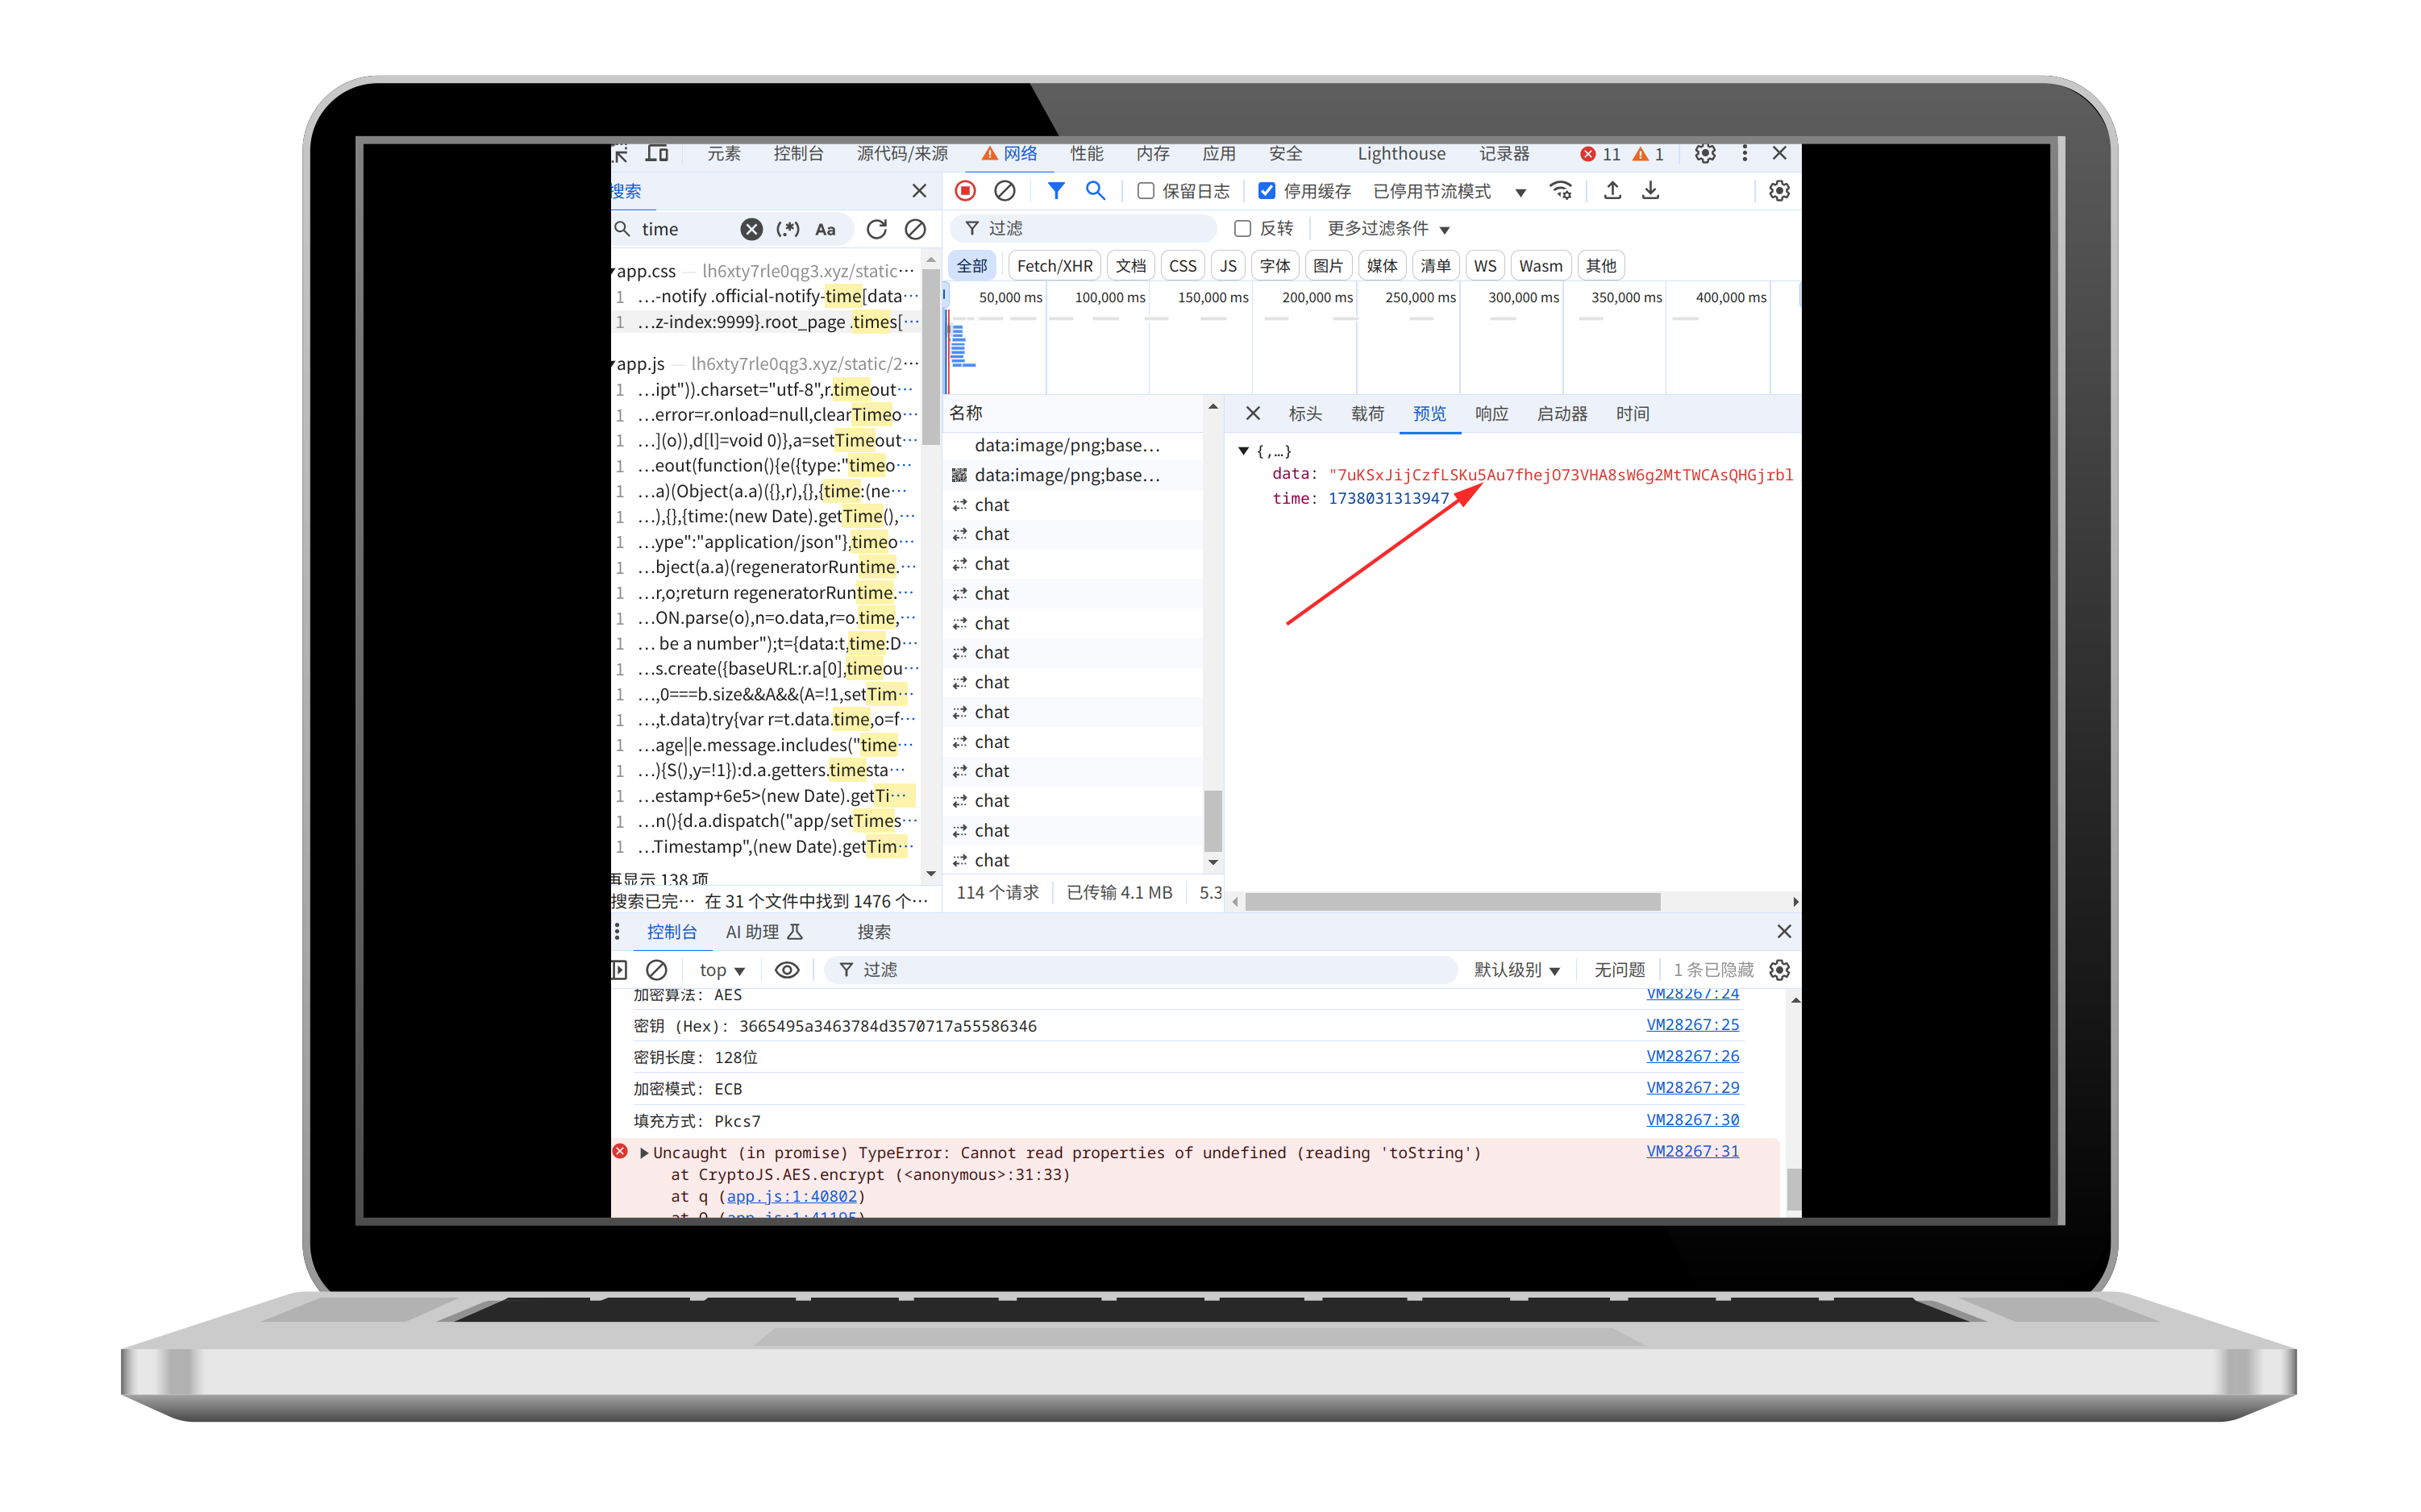 元素 控制台 源代码/来源 网络 性能 内存 应用 安全 Lighthouse 记录器 11 1
搜索
保留日志 停用缓存 已停用节流模式
time (.*) Aa
过滤 反转 更多过滤条件
全部 Fetch/XHR 文档 CSS JS 字体 图片 媒体 清单 WS Wasm 其他
50,000 ms 100,000 ms 150,000 ms 200,000 ms 250,000 ms 300,000 ms 350,000 ms 400,000 ms
app.css — lh6xty7rle0qg3.xyz/static…
1 …-notify .official-notify-time[data…
1 …z-index:9999}.root_page .times[…
app.js — lh6xty7rle0qg3.xyz/static/2…
1 …ipt")).charset="utf-8",r.timeout…
1 …error=r.onload=null,clearTimeo…
1 …](o)),d[l]=void 0)},a=setTimeout…
1 …eout(function(){e({type:"timeo…
1 …a)(Object(a.a)({},r),{},{time:(ne…
1 …),{},{time:(new Date).getTime(),…
1 …ype":"application/json"},timeo…
1 …bject(a.a)(regeneratorRuntime.…
1 …r,o;return regeneratorRuntime.…
1 …ON.parse(o),n=o.data,r=o.time,…
1 … be a number");t={data:t,time:D…
1 …s.create({baseURL:r.a[0],timeou…
1 …,0===b.size&&A&&(A=!1,setTim…
1 …,t.data)try{var r=t.data.time,o=f…
1 …age||e.message.includes("time…
1 …){S(),y=!1}):d.a.getters.timesta…
1 …estamp+6e5>(new Date).getTi…
1 …n(){d.a.dispatch("app/setTimes…
1 …Timestamp",(new Date).getTim…
再显示 138 项
搜索已完… 在 31 个文件中找到 1476 个…
名称
data:image/png;base…
data:image/png;base…
chat
chat
chat
chat
chat
chat
chat
chat
chat
chat
chat
chat
chat
114 个请求 已传输 4.1 MB 5.3
标头 载荷 预览 响应 启动器 时间
{,…}
data: "7uKSxJijCzfLSKu5Au7fhejO73VHA8sW6g2MtTWCAsQHGjrbl
time: 1738031313947
控制台 AI 助理 搜索
top 过滤 默认级别 无问题 1 条已隐藏
加密算法: AES VM28267:24
密钥 (Hex): 3665495a3463784d3570717a55586346 VM28267:25
密钥长度: 128位 VM28267:26
加密模式: ECB VM28267:29
填充方式: Pkcs7 VM28267:30
Uncaught (in promise) TypeError: Cannot read properties of undefined (reading 'toString') VM28267:31
at CryptoJS.AES.encrypt (<anonymous>:31:33)
at q (app.js:1:40802)
at Q (app.js:1:41195)